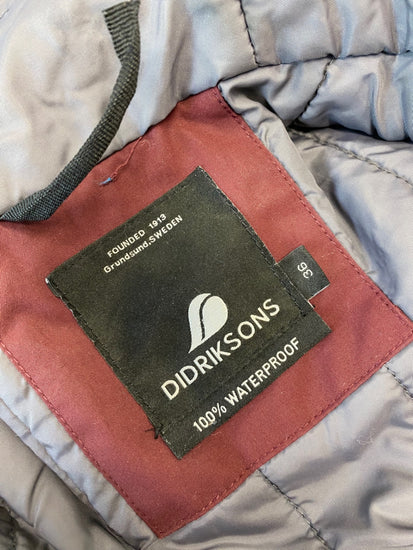 FOUNDED 1913
Grundsund, SWEDEN
DIDRIKSONS
100% WATERPROOF
36